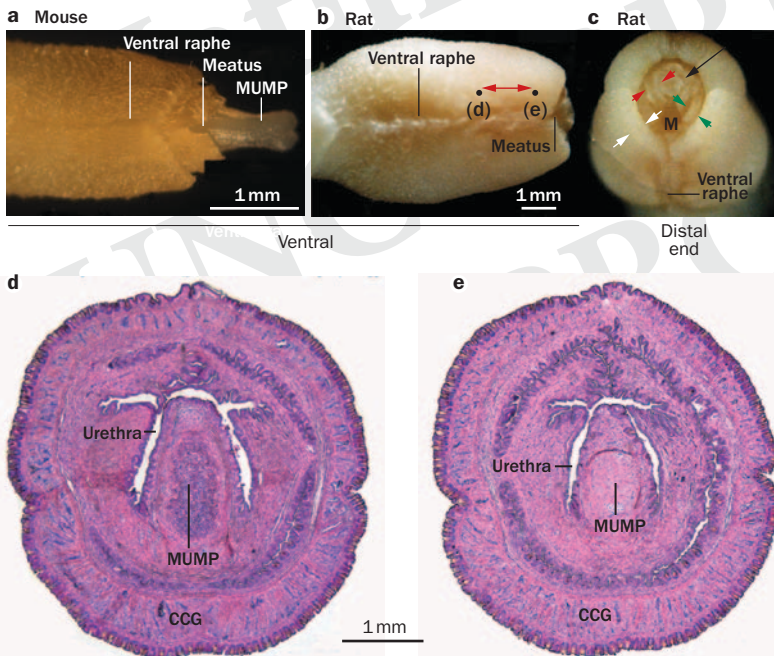 a Mouse
Ventral raphe
Meatus
MUMP
1 mm
b Rat
Ventral raphe
(d) (e)
Meatus
1 mm
c Rat
M
Ventral raphe
Ventral
Distal end
d
Urethra
MUMP
CCG
1 mm
e
Urethra
MUMP
CCG